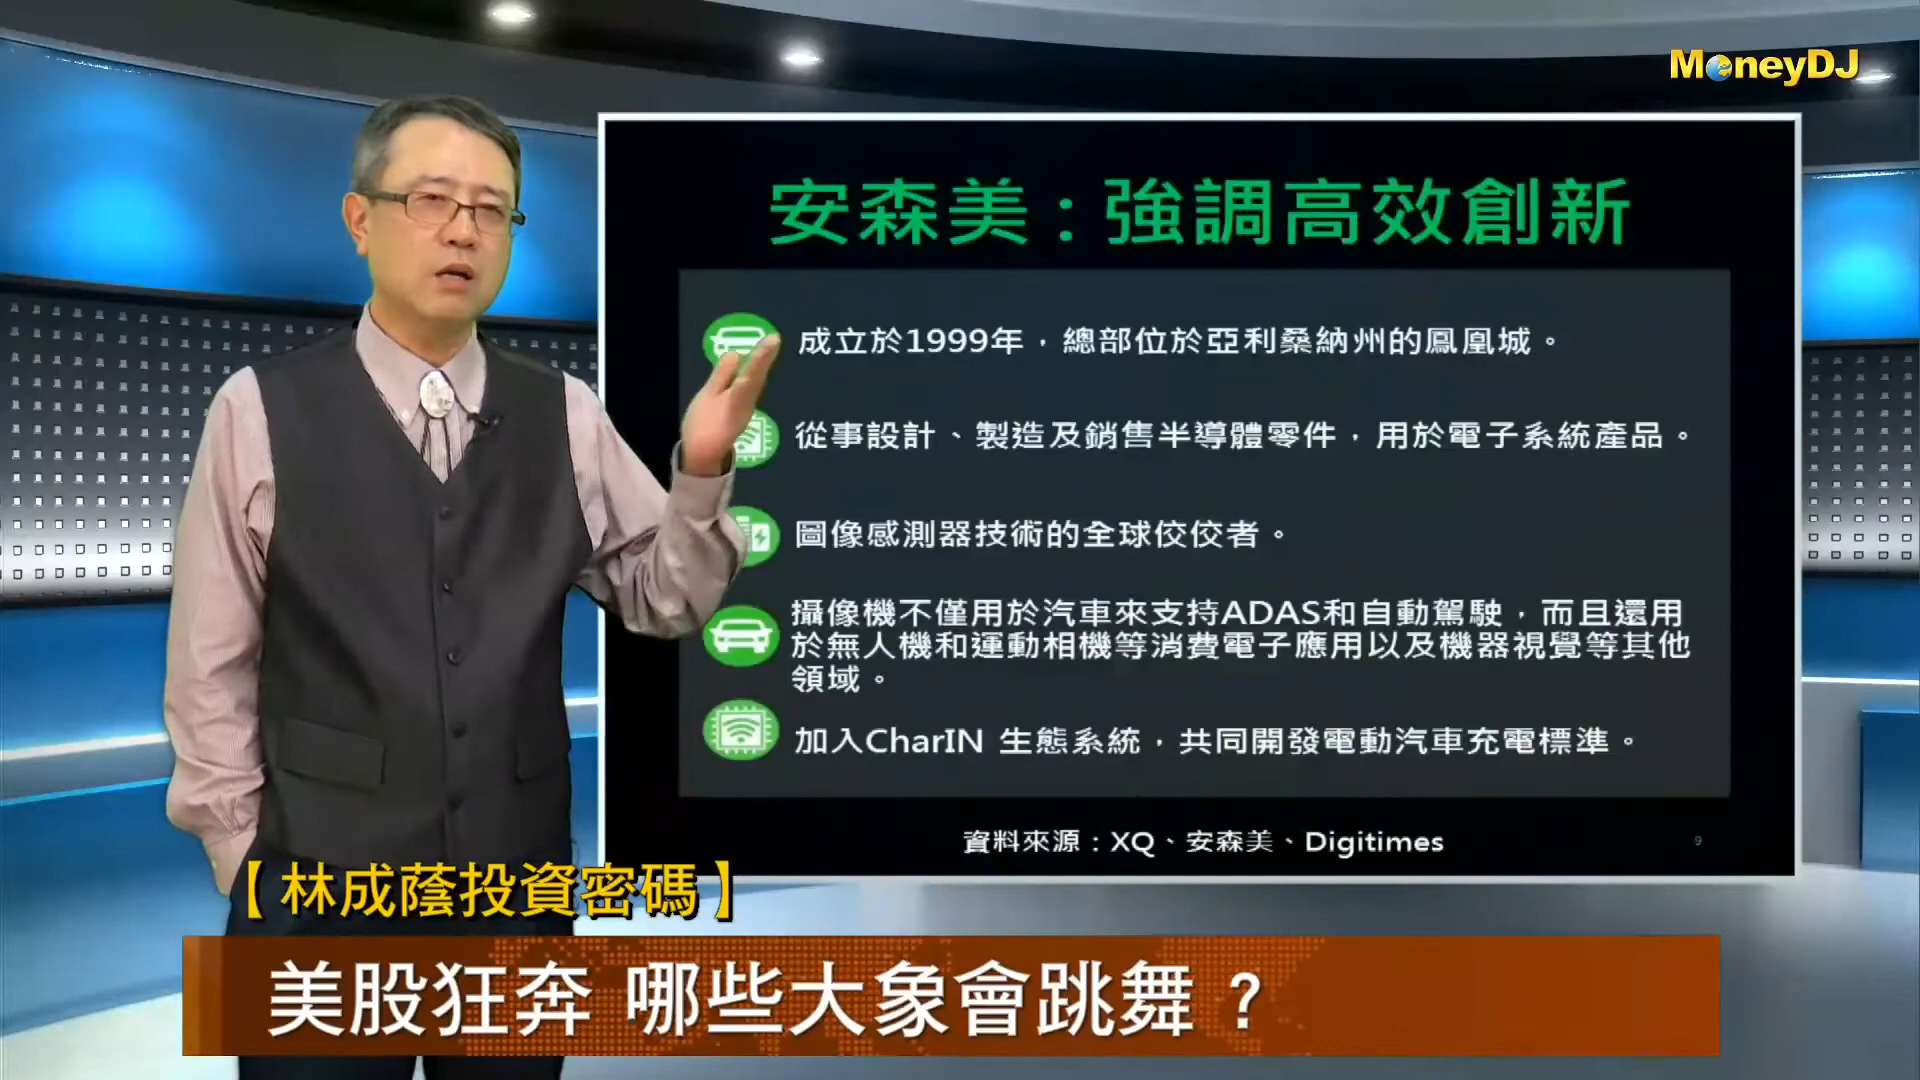 MoneyDJ
安森美：強調高效創新
成立於1999年，總部位於亞利桑納州的鳳凰城。
從事設計、製造及銷售半導體零件，用於電子系統產品。
圖像感測器技術的全球佼佼者。
攝像機不僅用於汽車來支持ADAS和自動駕駛，而且還用
於無人機和運動相機等消費電子應用以及機器視覺等其他
領域。
加入CharIN 生態系統，共同開發電動汽車充電標準。
資料來源：XQ、安森美、Digitimes
9
【林成蔭投資密碼】
美股狂奔 哪些大象會跳舞？